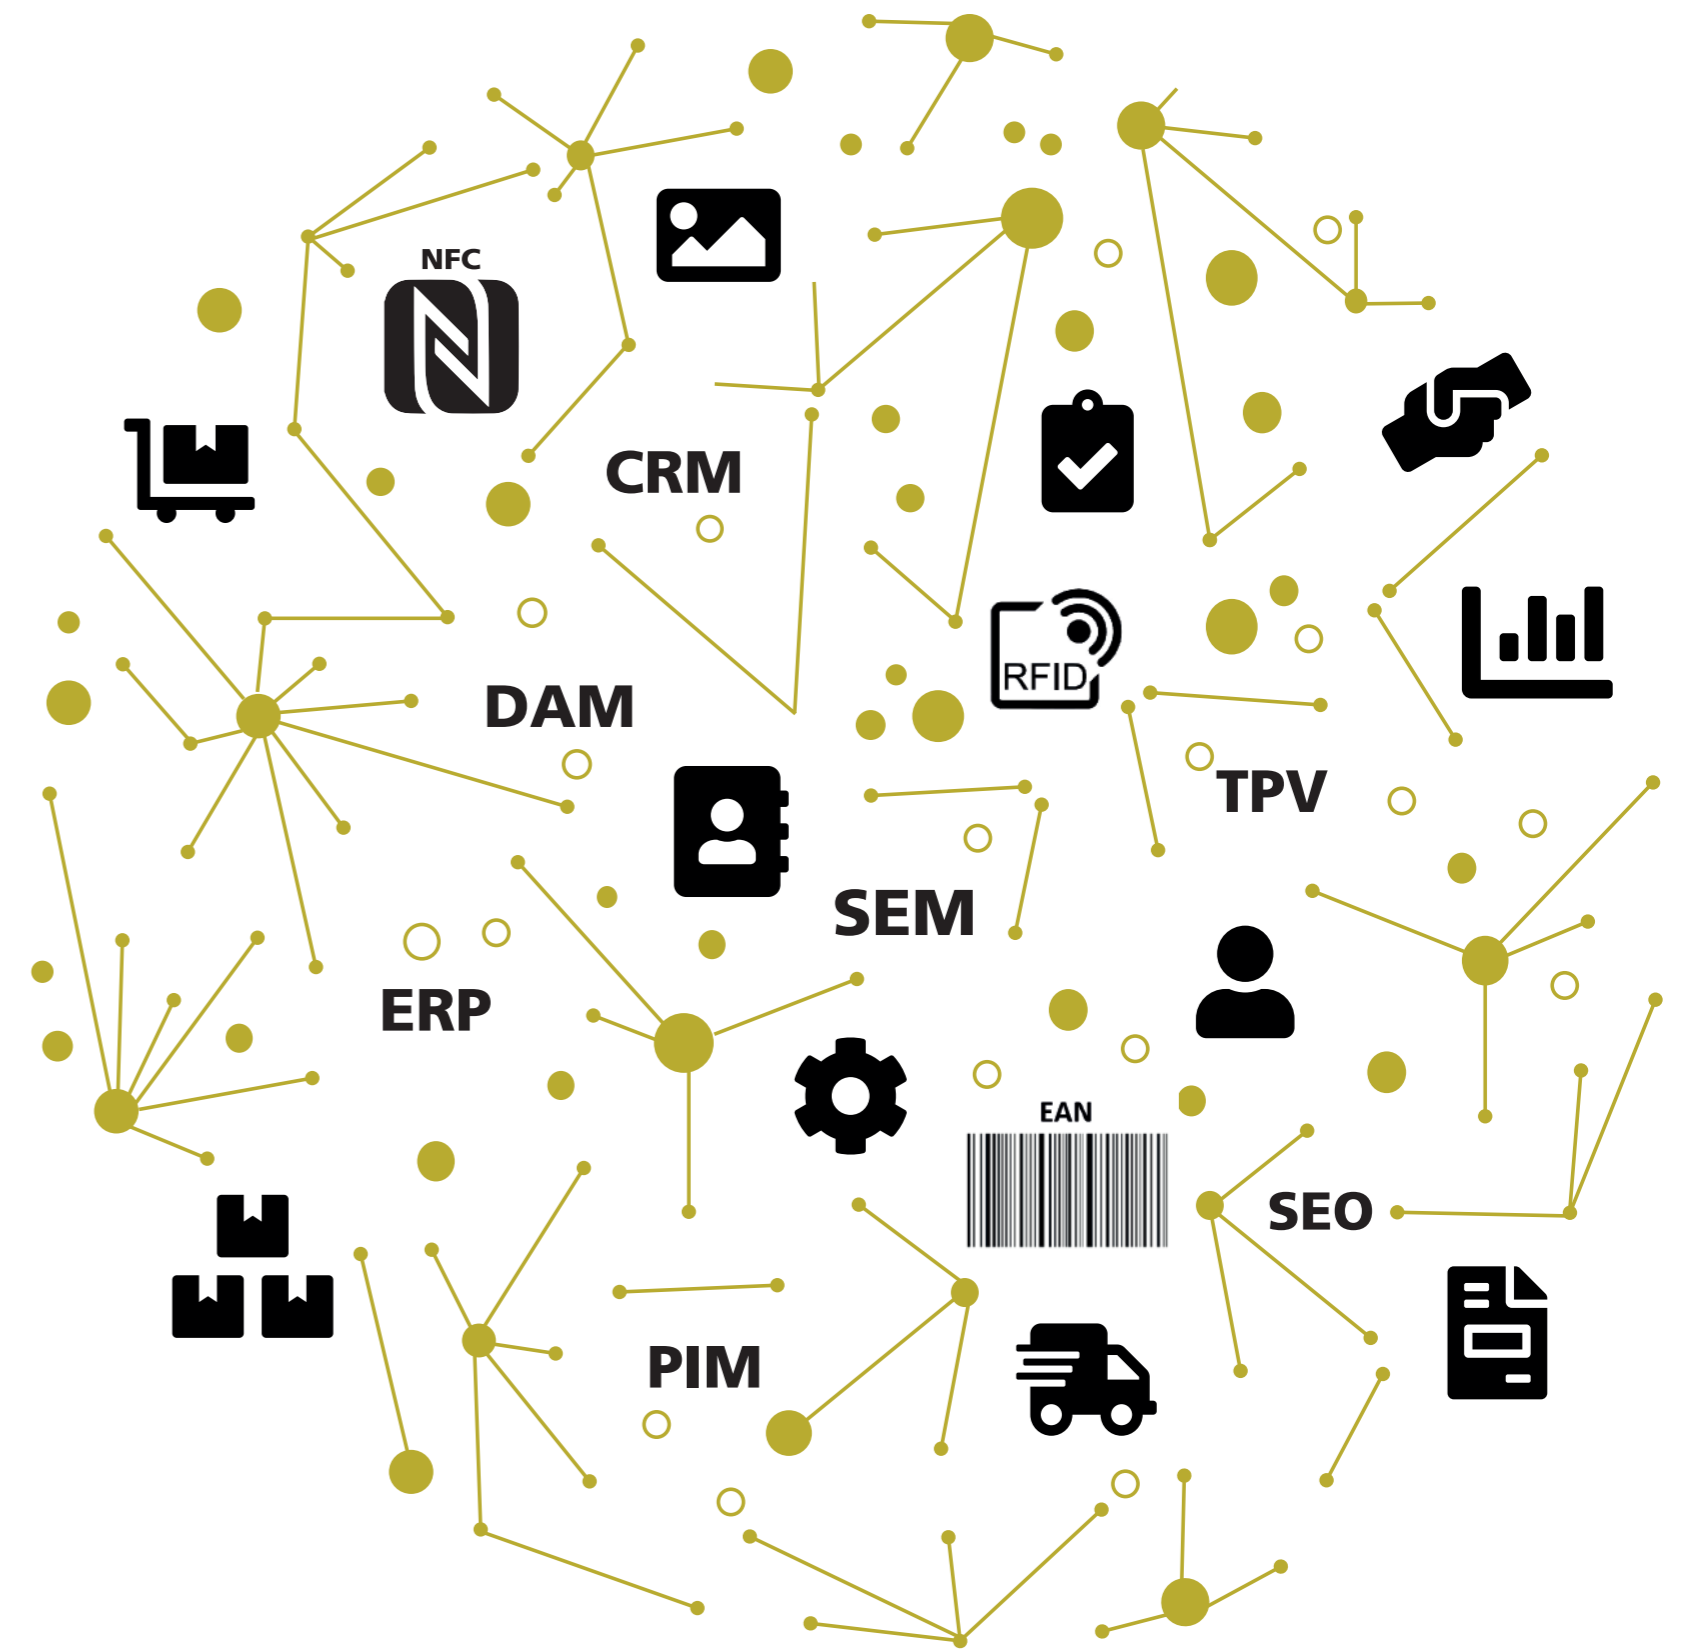 NFC
CRM
RFID
DAM
TPV
SEM
ERP
EAN
SEO
PIM